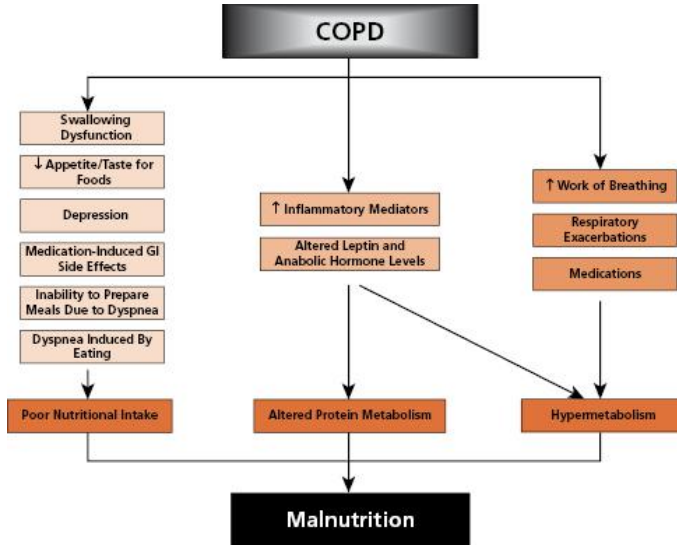 COPD
Swallowing
Dysfunction
↓ Appetite/Taste for
Foods
Depression
Medication-Induced GI
Side Effects
Inability to Prepare
Meals Due to Dyspnea
Dyspnea Induced By
Eating
Poor Nutritional Intake
↑ Inflammatory Mediators
Altered Leptin and
Anabolic Hormone Levels
Altered Protein Metabolism
↑ Work of Breathing
Respiratory
Exacerbations
Medications
Hypermetabolism
Malnutrition